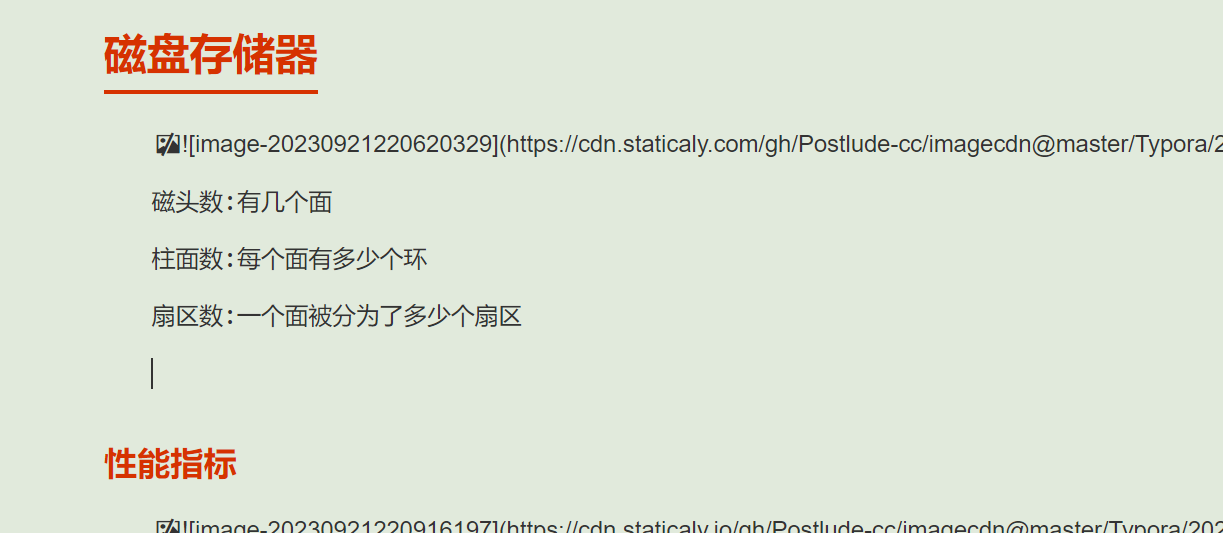 磁盘存储器
![image-20230921220620329](https://cdn.staticaly.com/gh/Postlude-cc/imagecdn@master/Typora/2
磁头数:有几个面
柱面数:每个面有多少个环
扇区数:一个面被分为了多少个扇区
性能指标
![image-20230921220916197](https://cdn.staticaly.io/gh/Postlude-cc/imagecdn@master/Typora/202